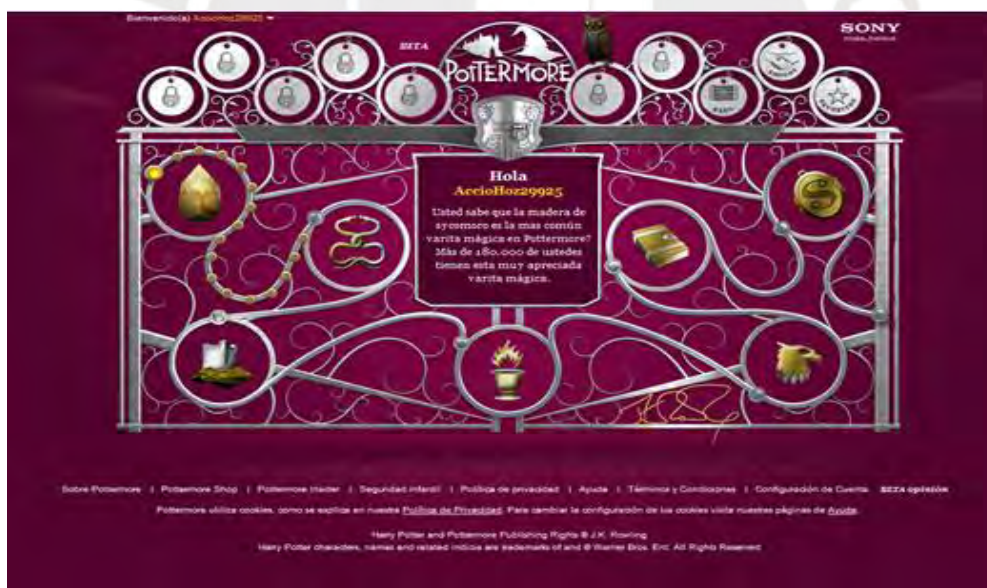 Bienvenido(a) AccioHoz29925
SONY
BETA
POTTERMORE
Hola
AccioHoz29925
Usted sabe que la madera de
sycomoro es la mas común
varita mágica en Pottermore?
Más de 180.000 de ustedes
tienen esta muy apreciada
varita mágica.
Sobre Pottermore | Pottermore Shop | Pottermore Insider | Seguridad Infantil | Política de privacidad | Ayuda | Términos y Condiciones | Configuración de Cuenta BETA opinión
Pottermore utiliza cookies, como se explica en nuestra Política de Privacidad. Para cambiar la configuración de los cookies visite nuestras páginas de Ayuda.
Harry Potter and Pottermore Publishing Rights © J.K. Rowling
Harry Potter characters, names and related indicia are trademarks of and © Warner Bros. Ent. All Rights Reserved